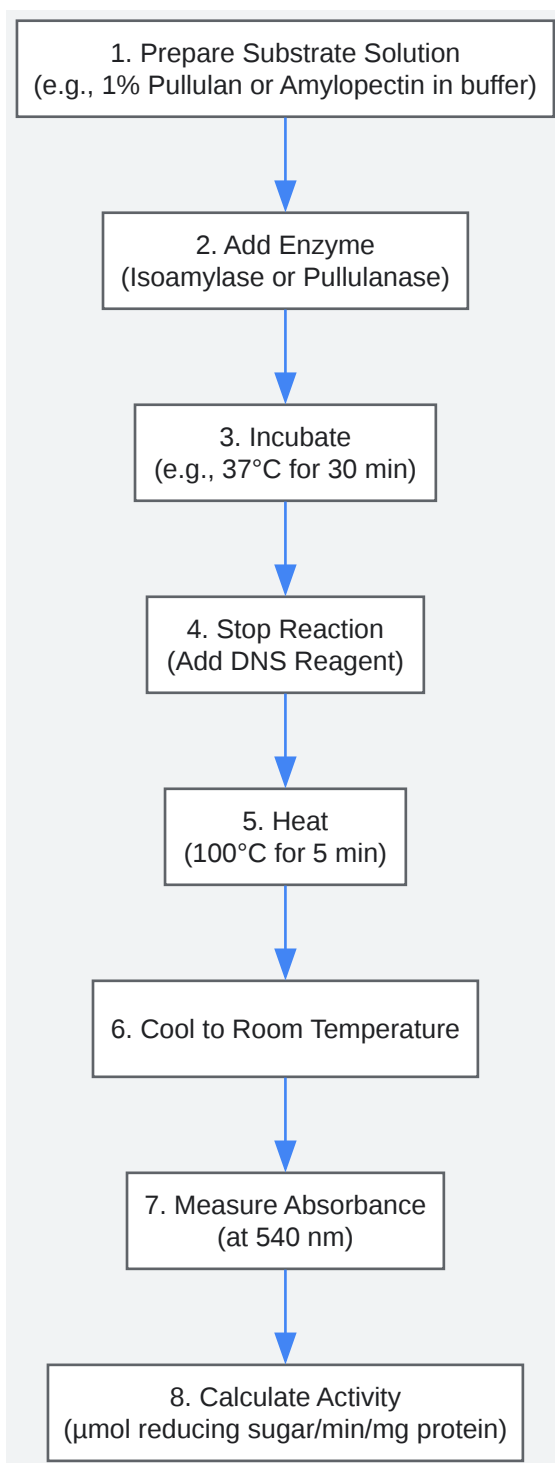 1. Prepare Substrate Solution
(e.g., 1% Pullulan or Amylopectin in buffer)
2. Add Enzyme
(Isoamylase or Pullulanase)
3. Incubate
(e.g., 37°C for 30 min)
4. Stop Reaction
(Add DNS Reagent)
5. Heat
(100°C for 5 min)
6. Cool to Room Temperature
7. Measure Absorbance
(at 540 nm)
8. Calculate Activity
(µmol reducing sugar/min/mg protein)